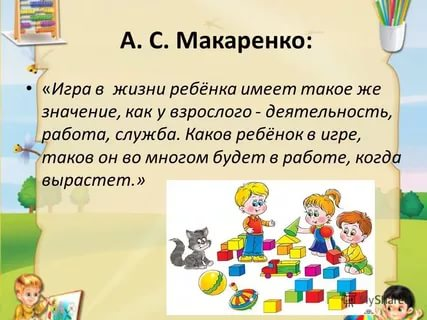 А. С. Макаренко:
• «Игра в жизни ребёнка имеет такое же
значение, как у взрослого - деятельность,
работа, служба. Каков ребёнок в игре,
таков он во многом будет в работе, когда
вырастет.»
MyShared